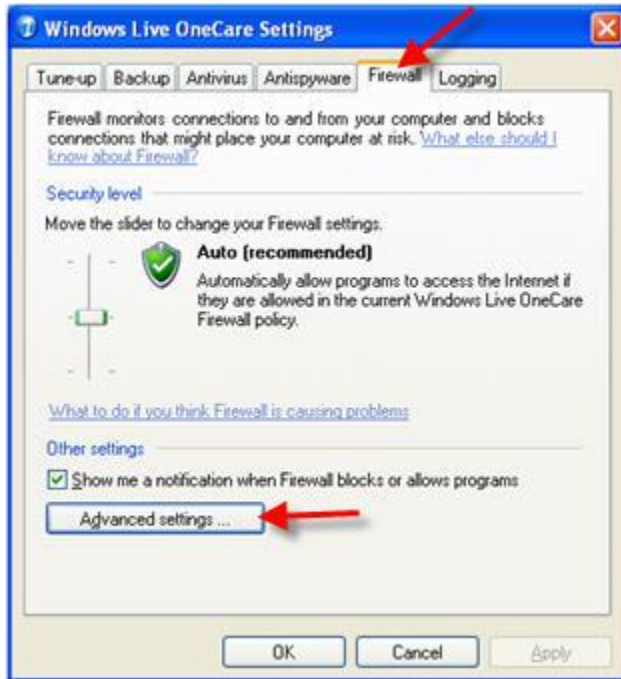 Windows Live OneCare Settings
Tune-up Backup Antivirus Antispyware Firewall Logging
Firewall monitors connections to and from your computer and blocks
connections that might place your computer at risk. What else should I
know about Firewall?
Security level
Move the slider to change your Firewall settings.
Auto (recommended)
Automatically allow programs to access the Internet if
they are allowed in the current Windows Live OneCare
Firewall policy.
What to do if you think Firewall is causing problems
Other settings
Show me a notification when Firewall blocks or allows programs
Advanced settings ...
OK Cancel Apply